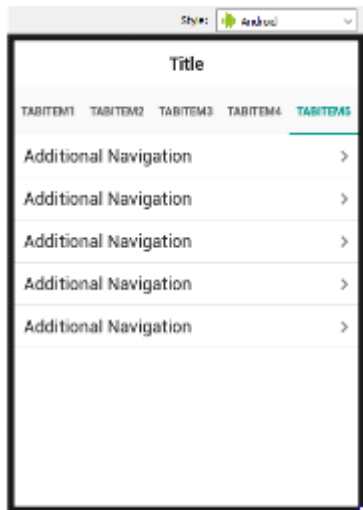 Style: Android
Title
TABITEM1 TABITEM2 TABITEM3 TABITEM4 TABITEM5
Additional Navigation
Additional Navigation
Additional Navigation
Additional Navigation
Additional Navigation